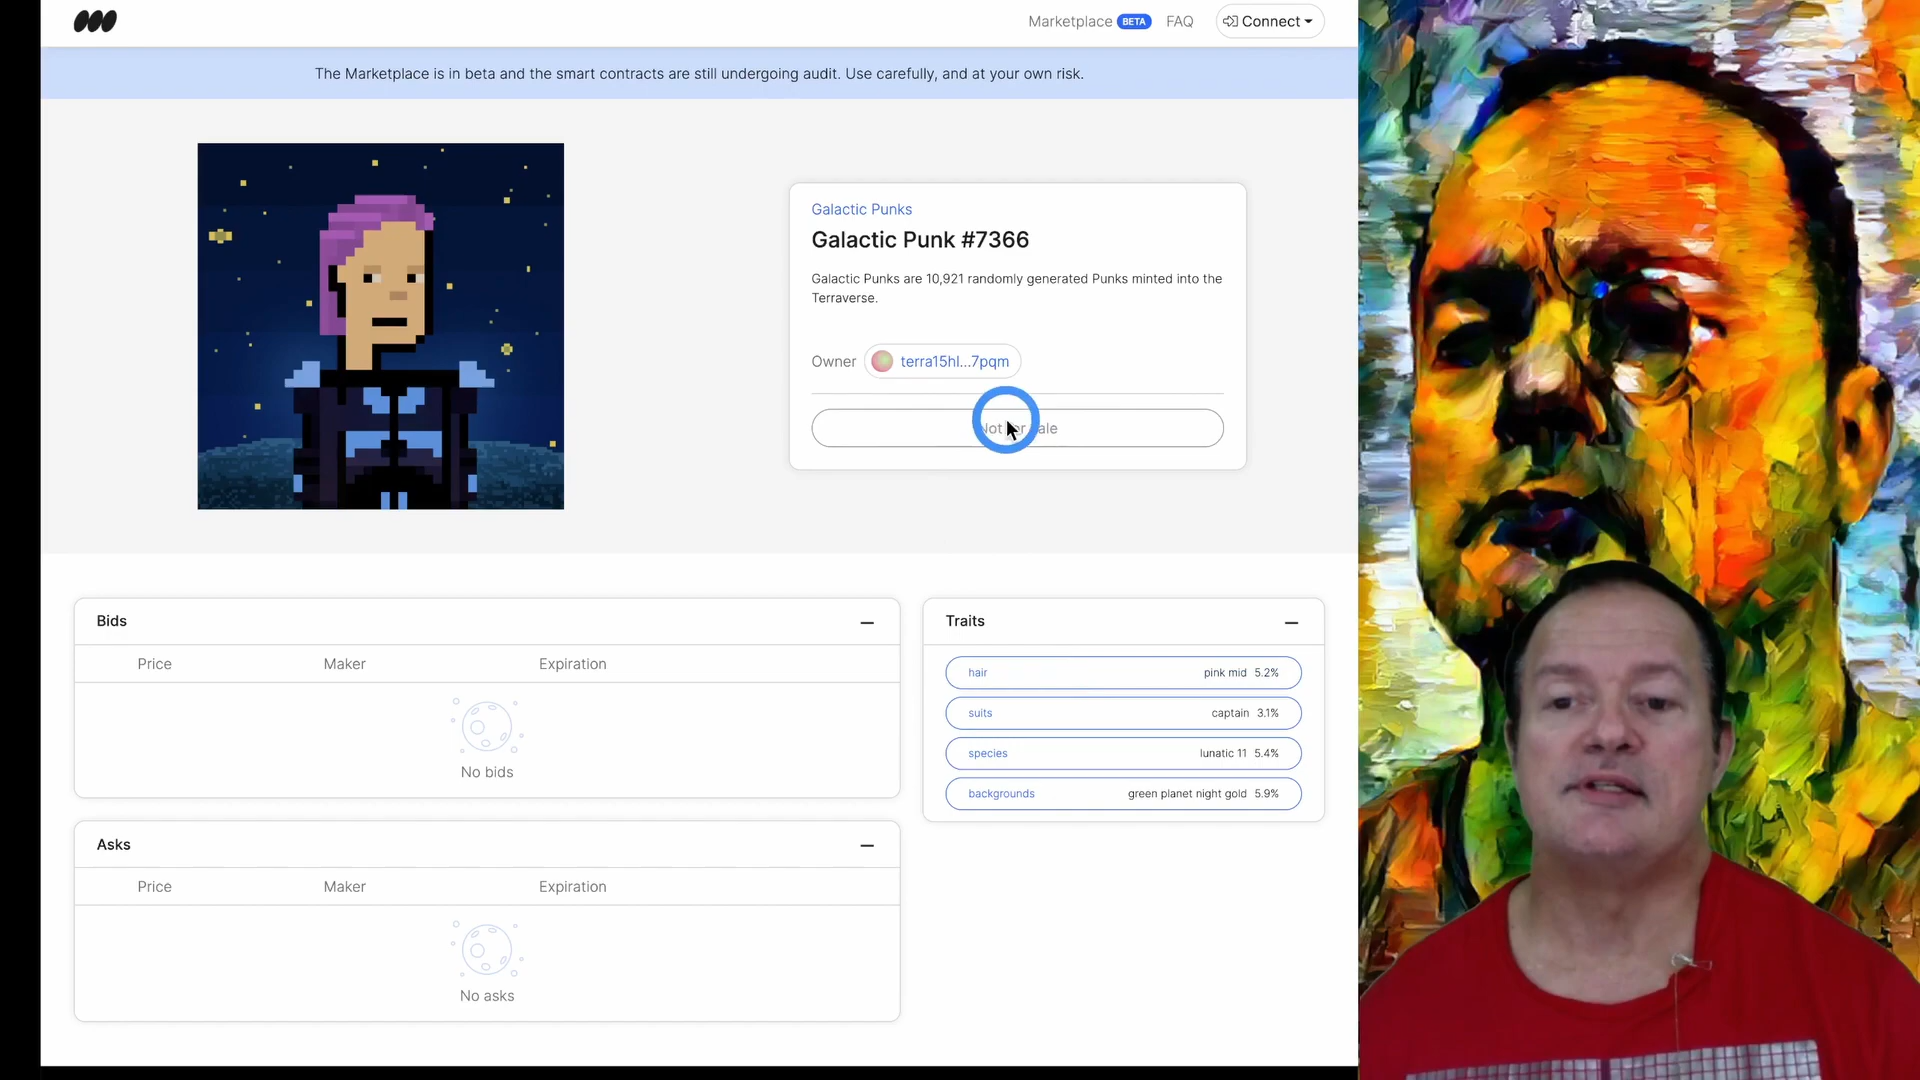 Marketplace BETA FAQ Connect
The Marketplace is in beta and the smart contracts are still undergoing audit. Use carefully, and at your own risk.
Galactic Punks
Galactic Punk #7366
Galactic Punks are 10,921 randomly generated Punks minted into the
Terraverse.
Owner terra15hl...7pqm
Not for sale
Bids
Price Maker Expiration
No bids
Asks
Price Maker Expiration
No asks
Traits
hair pink mid 5.2%
suits captain 3.1%
species lunatic 11 5.4%
backgrounds green planet night gold 5.9%